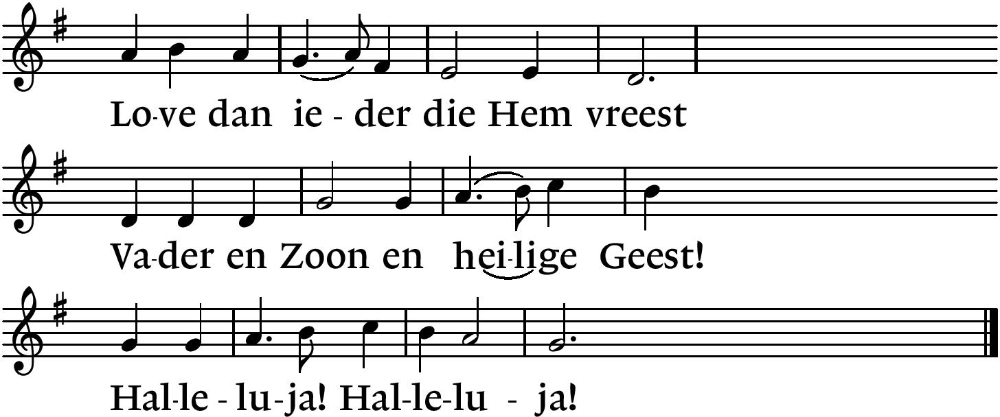 Lo-ve dan ie - der die Hem vreest
Va-der en Zoon en hei-lige Geest!
Hal-le - lu-ja! Hal-le-lu - ja!